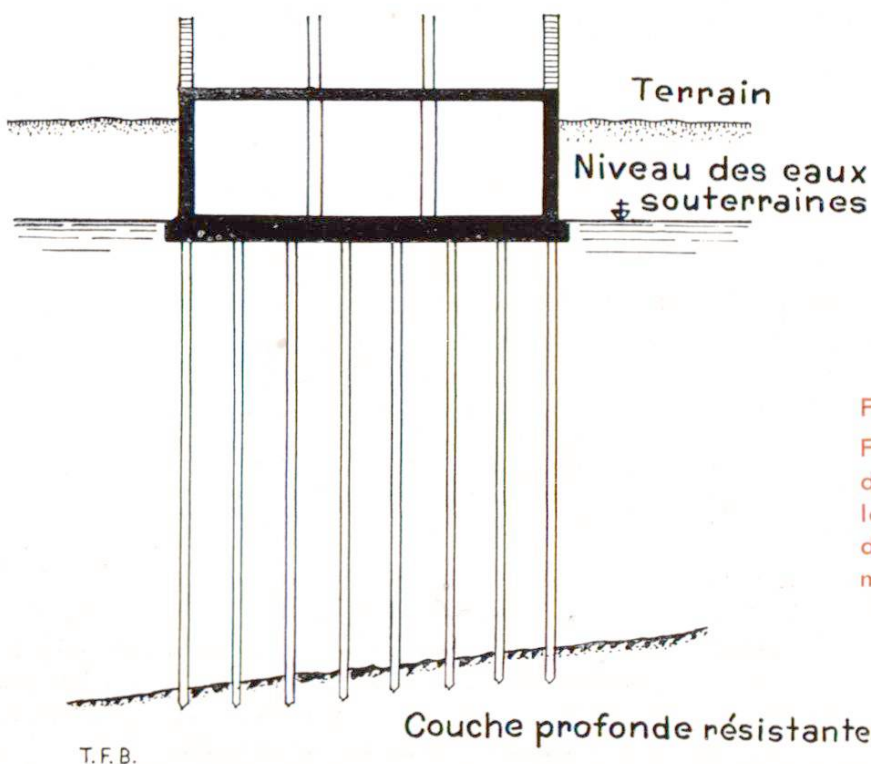 Terrain
Niveau des eaux
souterraines
Couche profonde résistante
T.F.B.